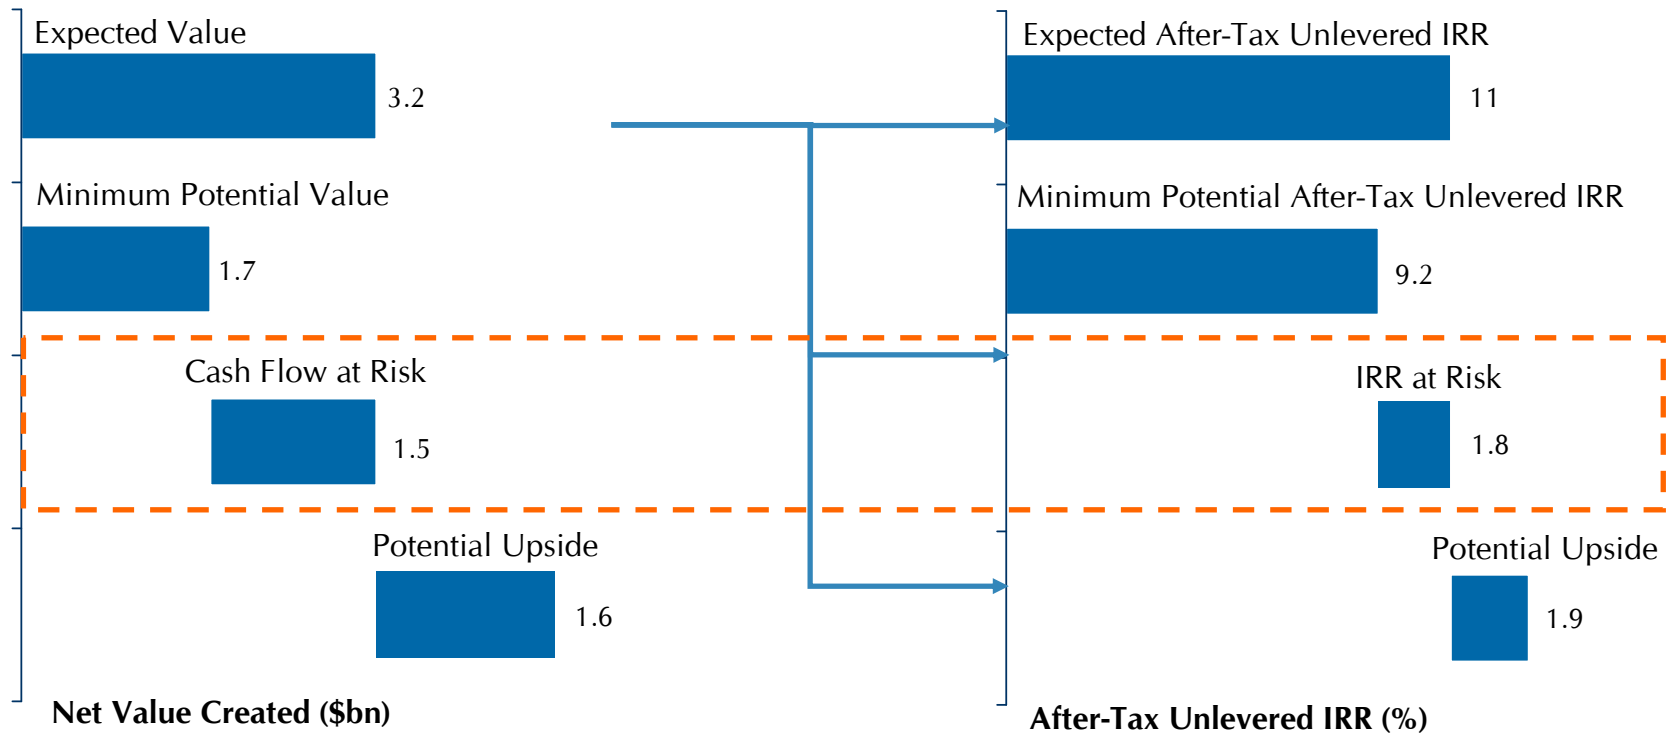 Expected Value
3.2
Minimum Potential Value
1.7
Cash Flow at Risk
1.5
Potential Upside
1.6
Net Value Created ($bn)
Expected After-Tax Unlevered IRR
11
Minimum Potential After-Tax Unlevered IRR
9.2
IRR at Risk
1.8
Potential Upside
1.9
After-Tax Unlevered IRR (%)